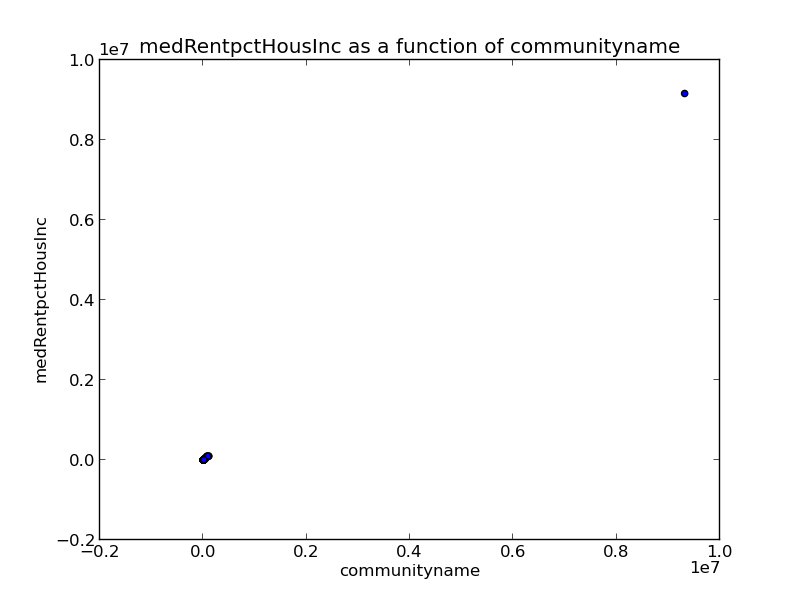 medRentpctHousInc as a function of communityname
1e7
1.0
0.8
0.6
0.4
0.2
0.0
−0.2
−0.2 0.0 0.2 0.4 0.6 0.8 1.0
1e7
communityname
medRentpctHousInc